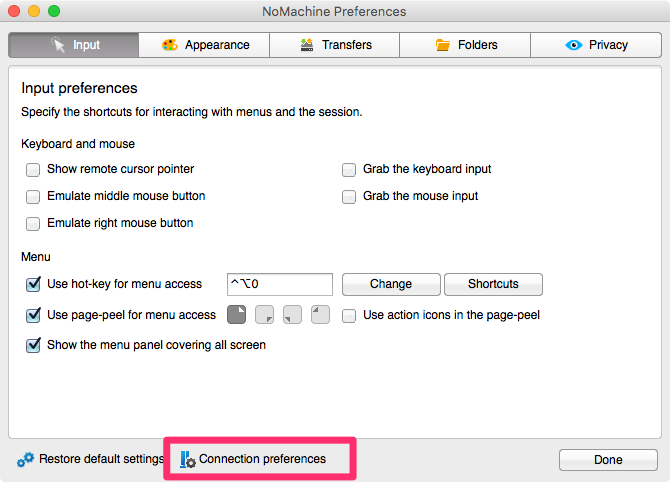 NoMachine Preferences
Input Appearance Transfers Folders Privacy
Input preferences
Specify the shortcuts for interacting with menus and the session.
Keyboard and mouse
Show remote cursor pointer Grab the keyboard input
Emulate middle mouse button Grab the mouse input
Emulate right mouse button
Menu
Use hot-key for menu access ^⌥0 Change Shortcuts
Use page-peel for menu access Use action icons in the page-peel
Show the menu panel covering all screen
Restore default settings Connection preferences Done